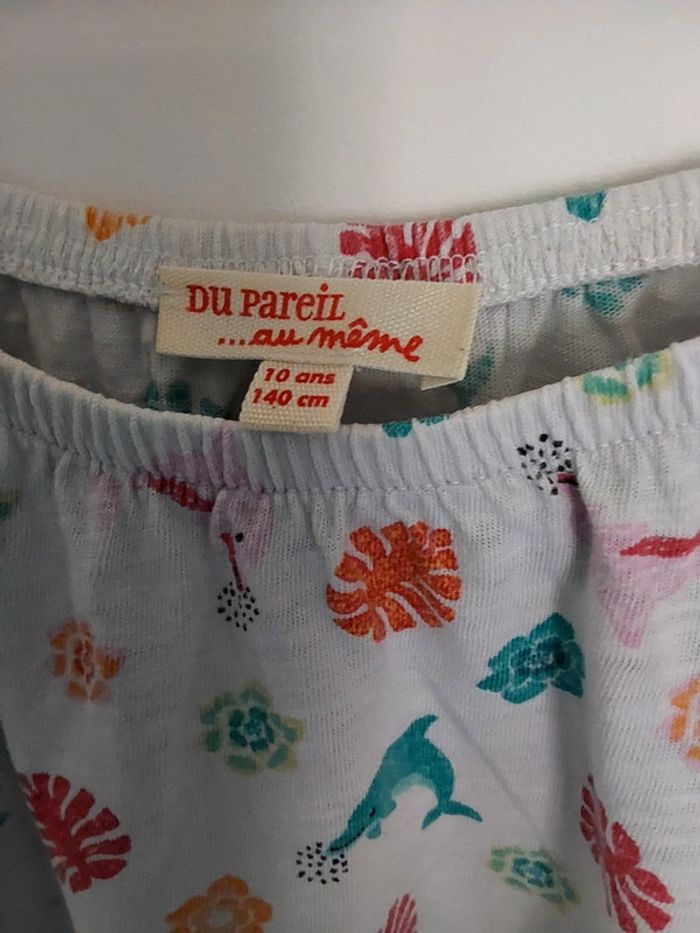 DU PAREIL
...au même
10 ans
140 cm